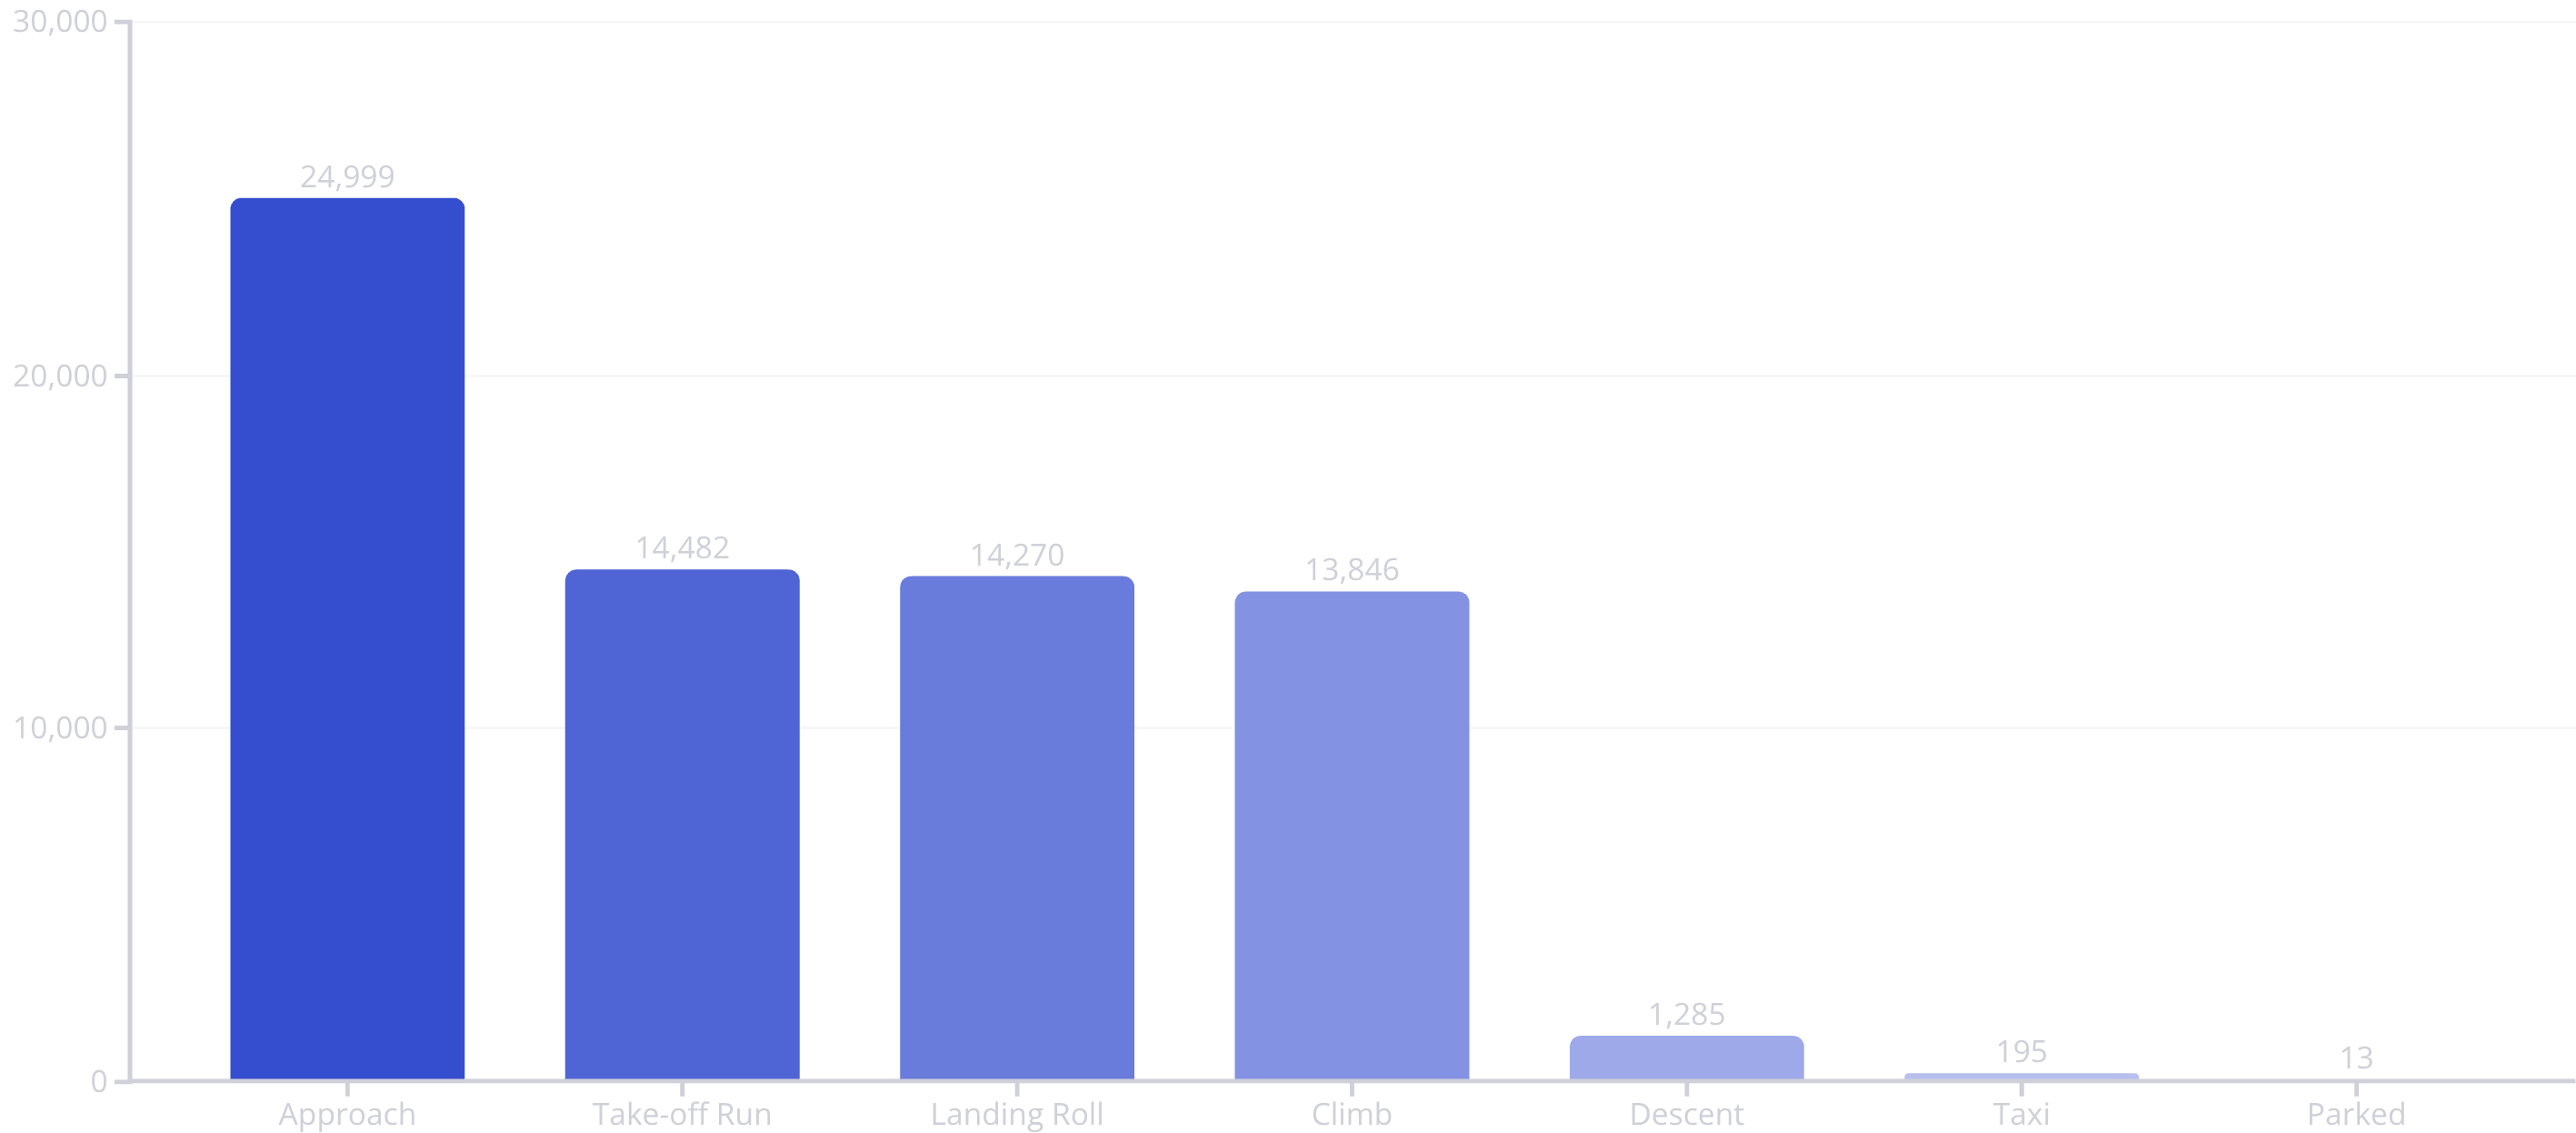 30,000
24,999
20,000
14,482
14,270
13,846
10,000
1,285
195
13
0
Approach
Take-off Run
Landing Roll
Climb
Descent
Taxi
Parked